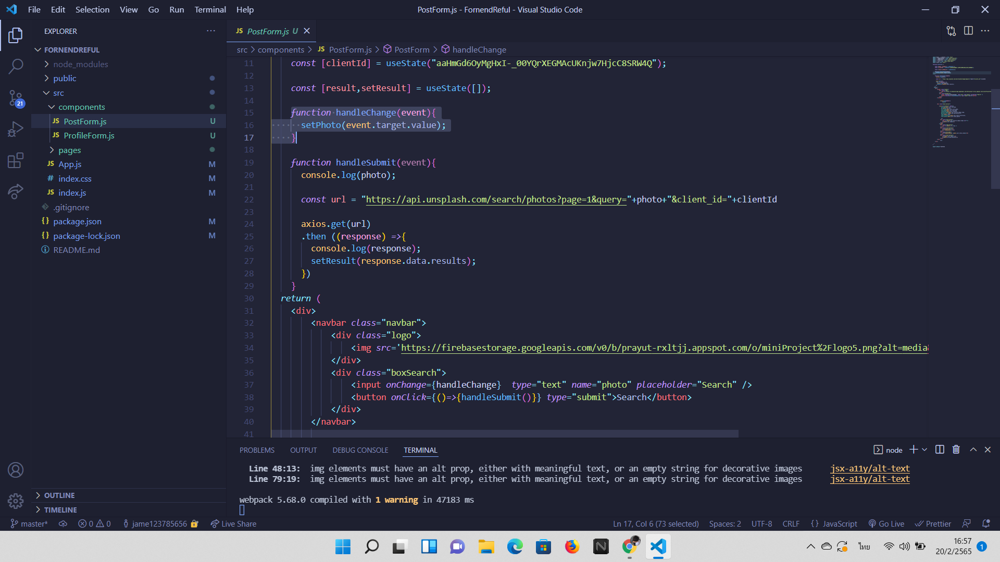 File Edit Selection View Go Run Terminal Help
PostForm.js - FornendReful - Visual Studio Code
EXPLORER
FORNENDREFUL
node_modules
public
src
components
JS PostForm.js U
JS ProfileForm.js U
pages
JS App.js M
# index.css M
JS index.js M
.gitignore
{} package.json M
{} package-lock.json M
README.md
21
OUTLINE
TIMELINE
JS PostForm.js U
src > components > JS PostForm.js > PostForm > handleChange
11 const [clientId] = useState("aaHmGd6OyMgHxI-_00YQrXEGMAcUKnjw7HjcC8SRW4Q");
12
13 const [result,setResult] = useState([]);
14
15 function handleChange(event){
16 setPhoto(event.target.value);
17 }
18
19 function handleSubmit(event){
20 console.log(photo);
21
22 const url = "https://api.unsplash.com/search/photos?page=1&query="+photo+"&client_id="+clientId
23
24 axios.get(url)
25 .then ((response) =>{
26 console.log(response);
27 setResult(response.data.results);
28 })
29 }
30 return (
31 <div>
32 <navbar class="navbar">
33 <div class="logo">
34 <img src='https://firebasestorage.googleapis.com/v0/b/prayut-rxltjj.appspot.com/o/miniProject%2Flogo5.png?alt=media&
35 </div>
36 <div class="boxSearch">
37 <input onChange={handleChange}  type="text" name="photo" placeholder="Search" />
38 <button onClick={()=>{handleSubmit()}} type="submit">Search</button>
39 </div>
40 </navbar>
41
PROBLEMS OUTPUT DEBUG CONSOLE TERMINAL
node
Line 48:13: img elements must have an alt prop, either with meaningful text, or an empty string for decorative images jsx-a11y/alt-text
Line 79:19: img elements must have an alt prop, either with meaningful text, or an empty string for decorative images jsx-a11y/alt-text
webpack 5.68.0 compiled with 1 warning in 47183 ms
master* 0 0 jame123785656 Live Share
Ln 17, Col 6 (73 selected) Spaces: 2 UTF-8 CRLF {} JavaScript Go Live Prettier
ไทย
16:57
20/2/2565
1